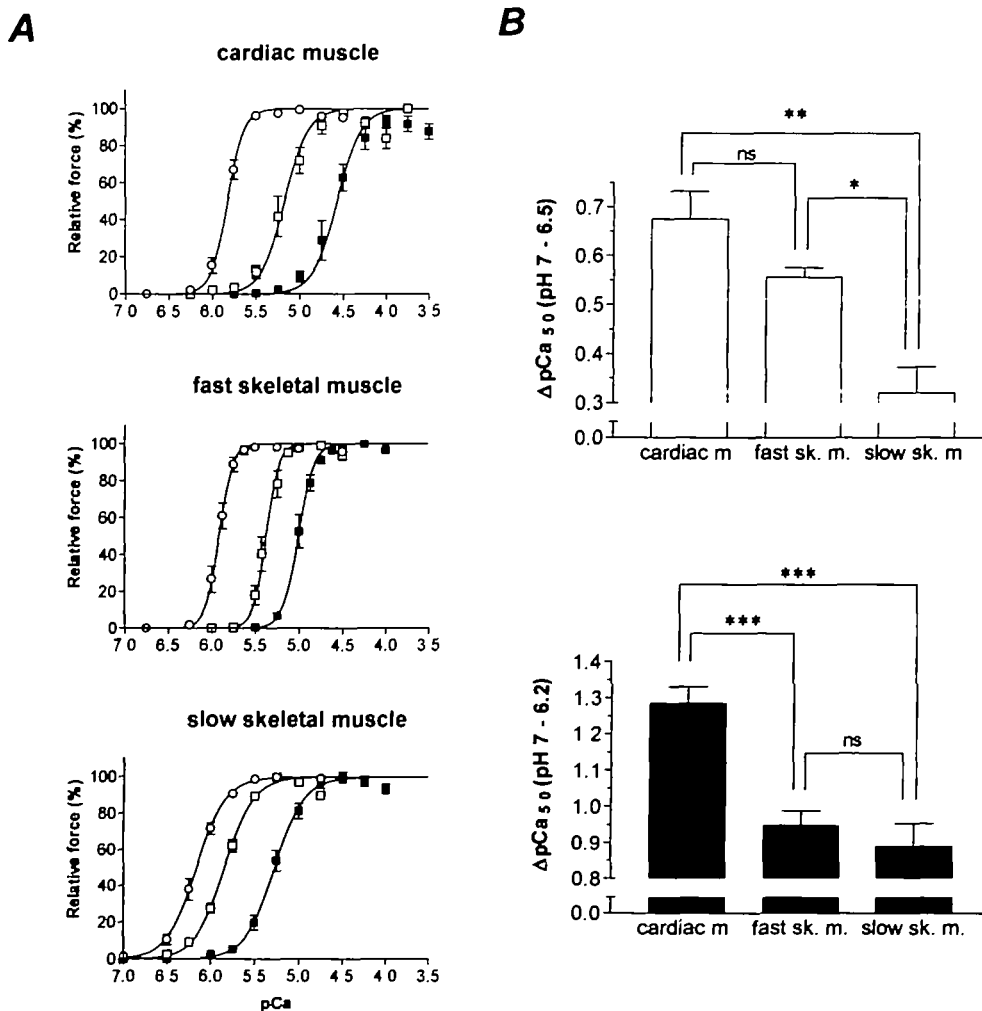 A
cardiac muscle
Relative force (%)
100
80
60
40
20
0
7 0 6 5 6.0 5.5 5 0 4.5 4 0 3 5
fast skeletal muscle
Relative force (%)
100
80
60
40
20
0
7 0 6 5 6.0 5.5 5 0 4.5 4 0 3.5
slow skeletal muscle
Relative force (%)
100
80
60
40
20
0
7.0 6 5 6.0 5.5 5 0 4 5 4 0 3.5
pCa
B
**
ns
*
ΔpCa 50 (pH 7 - 6.5)
0.7
0.6
0.5
0.4
0.3
0.0
cardiac m fast sk. m. slow sk. m
***
***
ns
ΔpCa 50 (pH 7 - 6.2)
1.4
1.3
1.2
1.1
1.0
0.9
0.8
0.0
cardiac m fast sk. m. slow sk. m.